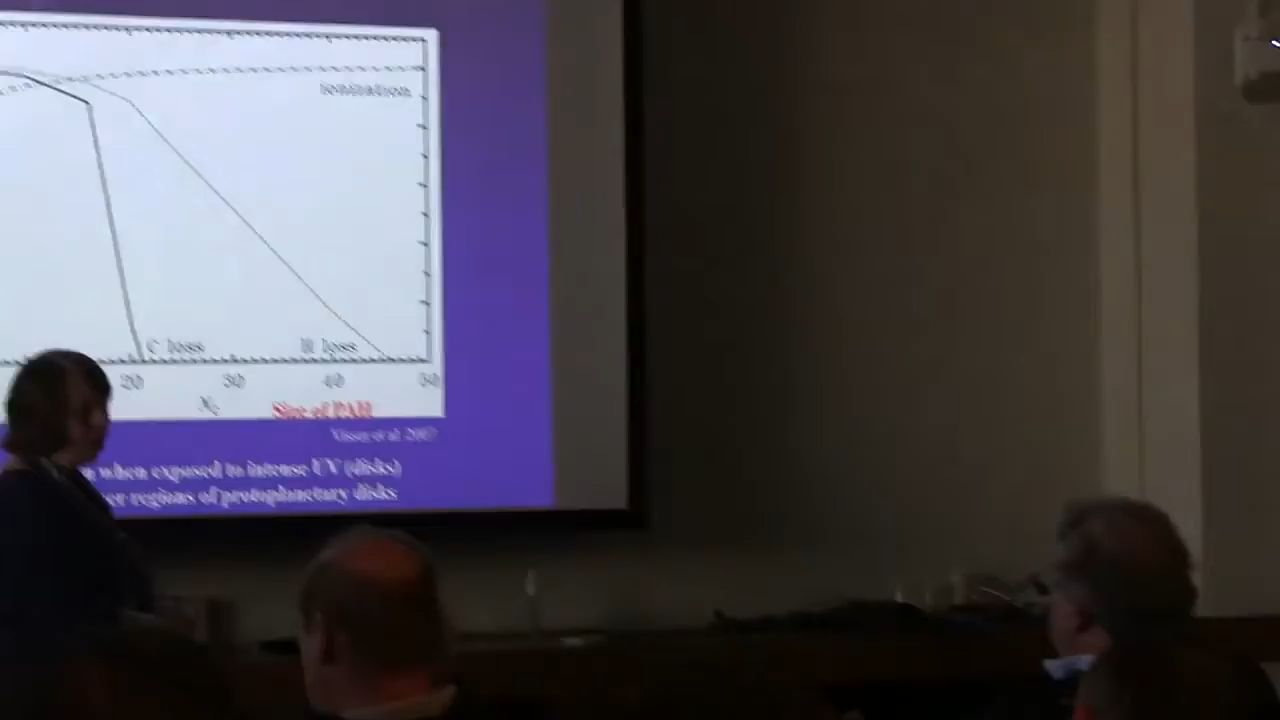 ionization
C loss
H loss
20 30 40 50
Size of PAH
et al. 2007
when exposed to intense UV (disks)
regions of protoplanetary disks